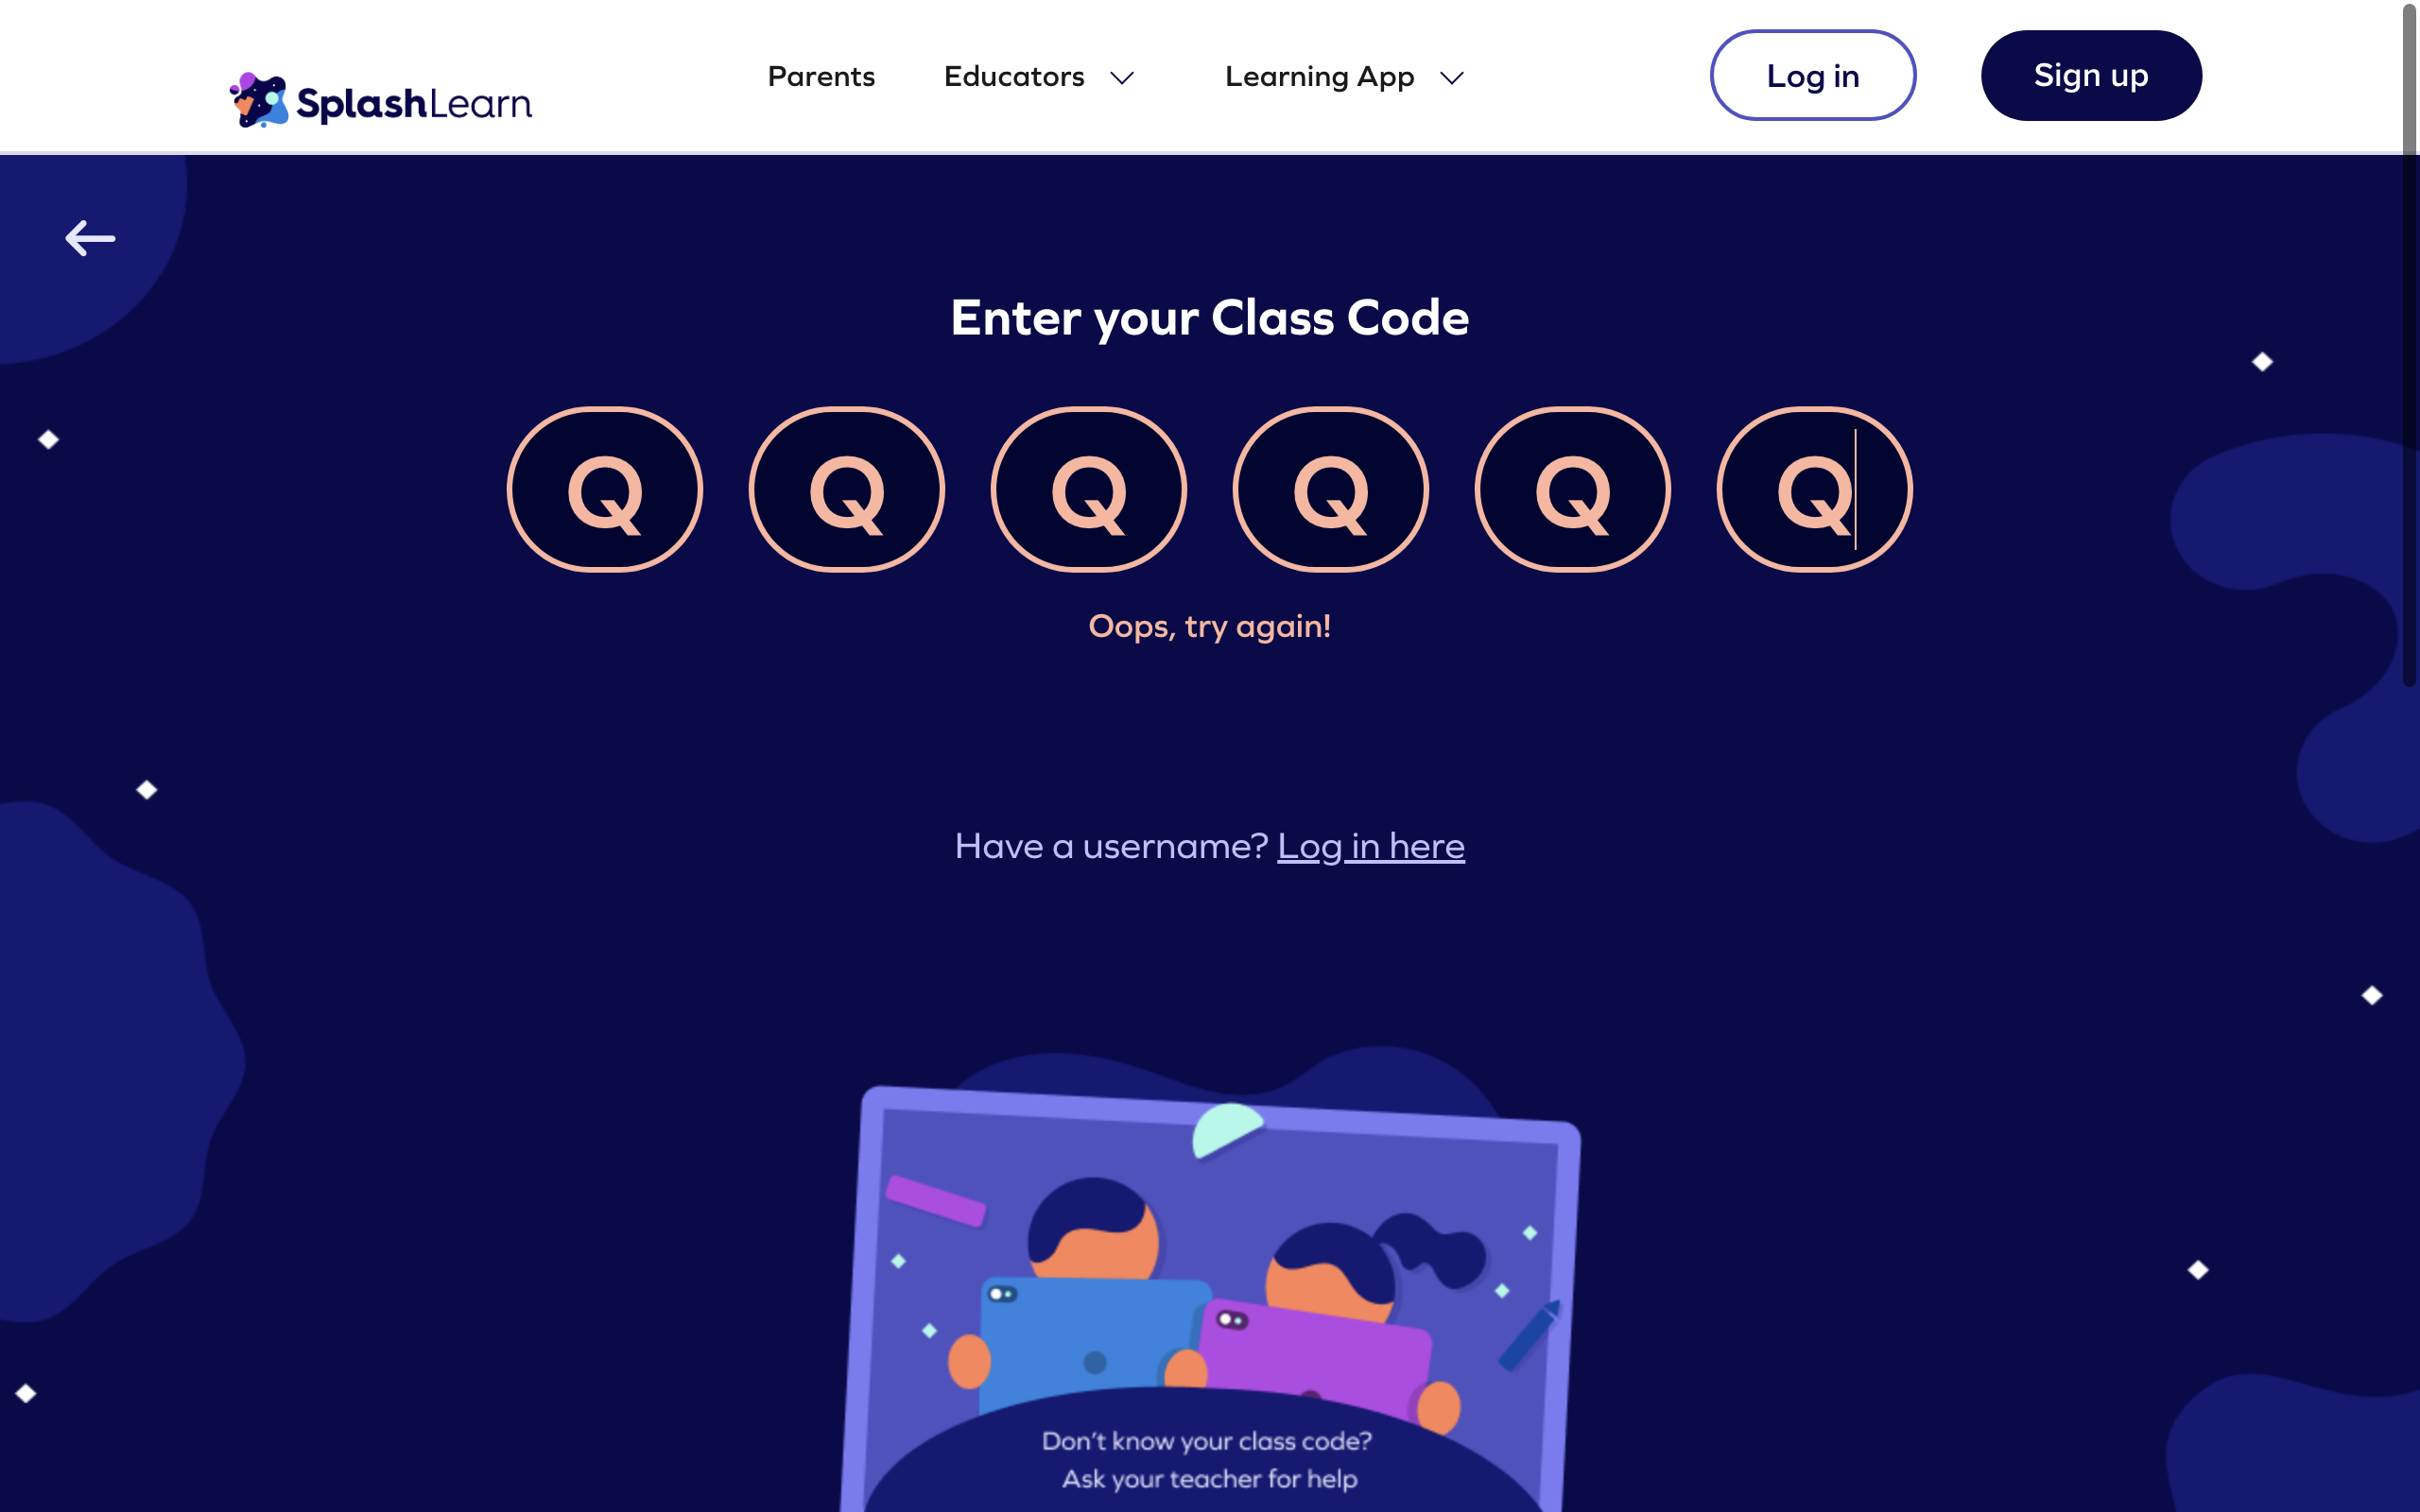 SplashLearn
Parents
Educators
Learning App
Log in
Sign up
Enter your Class Code
Q Q Q Q Q Q
Oops, try again!
Have a username? Log in here
Don't know your class code?
Ask your teacher for help